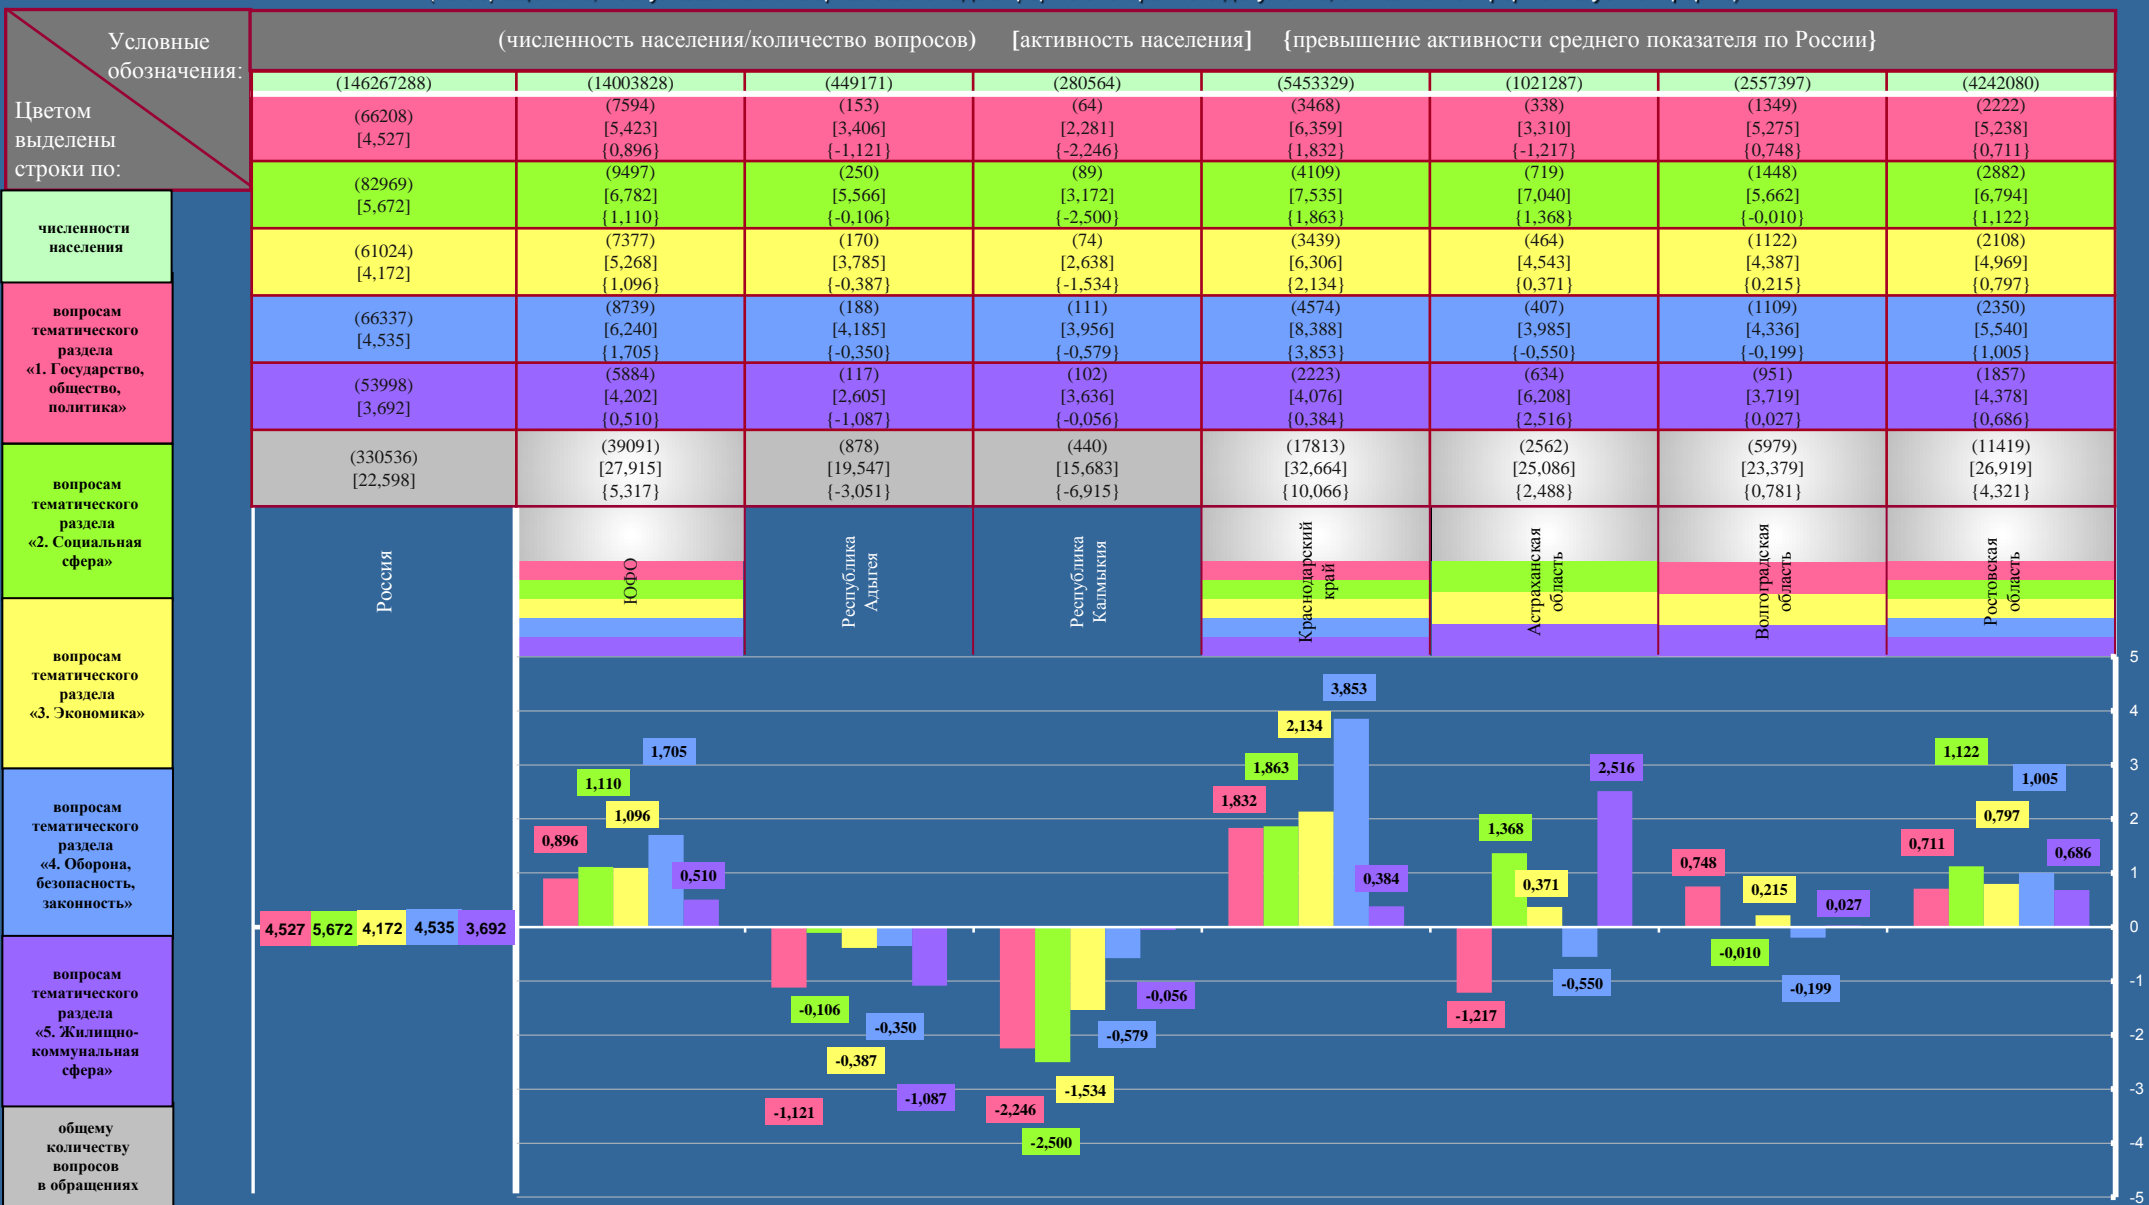 Условные
обозначения:
Цветом
выделены
строки по:
(численность населения/количество вопросов) [активность населения] {превышение активности среднего показателя по России}
(146267288) (14003828) (449171) (280564) (5453329) (1021287) (2557397) (4242080)
(66208) (7594) (153) (64) (3468) (338) (1349) (2222)
[4,527] [5,423] [3,406] [2,281] [6,359] [3,310] [5,275] [5,238]
{0,896} {-1,121} {-2,246} {1,832} {-1,217} {0,748} {0,711}
(82969) (9497) (250) (89) (4109) (719) (1448) (2882)
[5,672] [6,782] [5,566] [3,172] [7,535] [7,040] [5,662] [6,794]
{1,110} {-0,106} {-2,500} {1,863} {1,368} {-0,010} {1,122}
(61024) (7377) (170) (74) (3439) (464) (1122) (2108)
[4,172] [5,268] [3,785] [2,638] [6,306] [4,543] [4,387] [4,969]
{1,096} {-0,387} {-1,534} {2,134} {0,371} {0,215} {0,797}
(66337) (8739) (188) (111) (4574) (407) (1109) (2350)
[4,535] [6,240] [4,185] [3,956] [8,388] [3,985] [4,336] [5,540]
{1,705} {-0,350} {-0,579} {3,853} {-0,550} {-0,199} {1,005}
(53998) (5884) (117) (102) (2223) (634) (951) (1857)
[3,692] [4,202] [2,605] [3,636] [4,076] [6,208] [3,719] [4,378]
{0,510} {-1,087} {-0,056} {0,384} {2,516} {0,027} {0,686}
(330536) (39091) (878) (440) (17813) (2562) (5979) (11419)
[22,598] [27,915] [19,547] [15,683] [32,664] [25,086] [23,379] [26,919]
{5,317} {-3,051} {-6,915} {10,066} {2,488} {0,781} {4,321}
Россия
ЮФО
Республика
Адыгея
Республика
Калмыкия
Краснодарский
край
Астраханская
область
Волгоградская
область
Ростовская
область
численности
населения
вопросам
тематического
раздела
«1. Государство,
общество,
политика»
вопросам
тематического
раздела
«2. Социальная
сфера»
вопросам
тематического
раздела
«3. Экономика»
вопросам
тематического
раздела
«4. Оборона,
безопасность,
законность»
вопросам
тематического
раздела
«5. Жилищно-
коммунальная
сфера»
общему
количеству
вопросов
в обращениях
4,527 5,672 4,172 4,535 3,692
0,896 1,110 1,096 1,705 0,510
-1,121 -0,106 -0,387 -0,350 -1,087
-2,246 -2,500 -1,534 -0,579 -0,056
1,832 1,863 2,134 3,853 0,384
-1,217 1,368 0,371 -0,550 2,516
0,748 -0,010 0,215 -0,199 0,027
0,711 1,122 0,797 1,005 0,686
5
4
3
2
1
0
-1
-2
-3
-4
-5